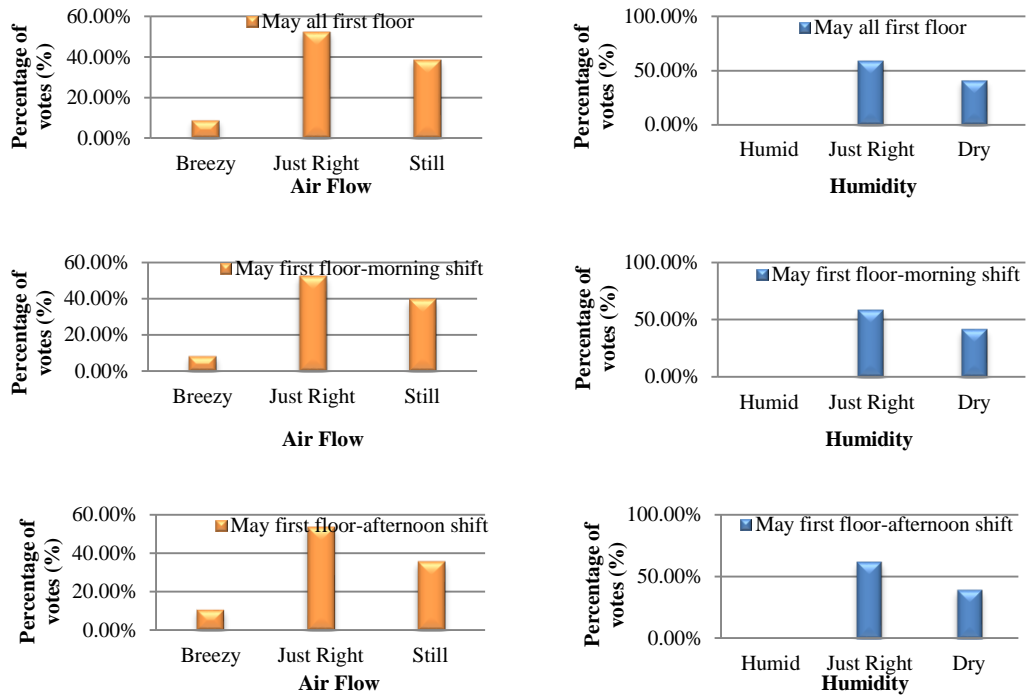 Percentage of
votes (%)
60.00%
40.00%
20.00%
0.00%
May all first floor
Breezy Just Right Still
Air Flow
Percentage of
votes (%)
100.00%
50.00%
0.00%
May all first floor
Humid Just Right Dry
Humidity
Percentage of
votes (%)
60.00%
40.00%
20.00%
0.00%
May first floor-morning shift
Breezy Just Right Still
Air Flow
Percentage of
votes (%)
100.00%
50.00%
0.00%
May first floor-morning shift
Humid Just Right Dry
Humidity
Percentage of
votes (%)
60.00%
40.00%
20.00%
0.00%
May first floor-afternoon shift
Breezy Just Right Still
Air Flow
Percentage of
votes (%)
100.00%
50.00%
0.00%
May first floor-afternoon shift
Humid Just Right Dry
Humidity